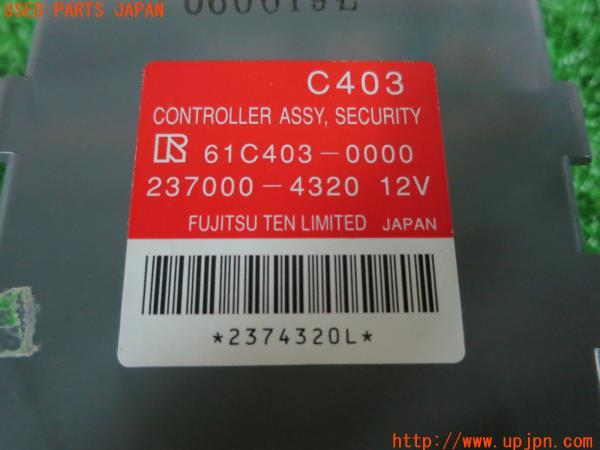 USED PARTS JAPAN
060619L
C403
CONTROLLER ASSY, SECURITY
R 61C403-0000
237000-4320 12V
FUJITSU TEN LIMITED JAPAN
*2374320L*
http://www.upjpn.com